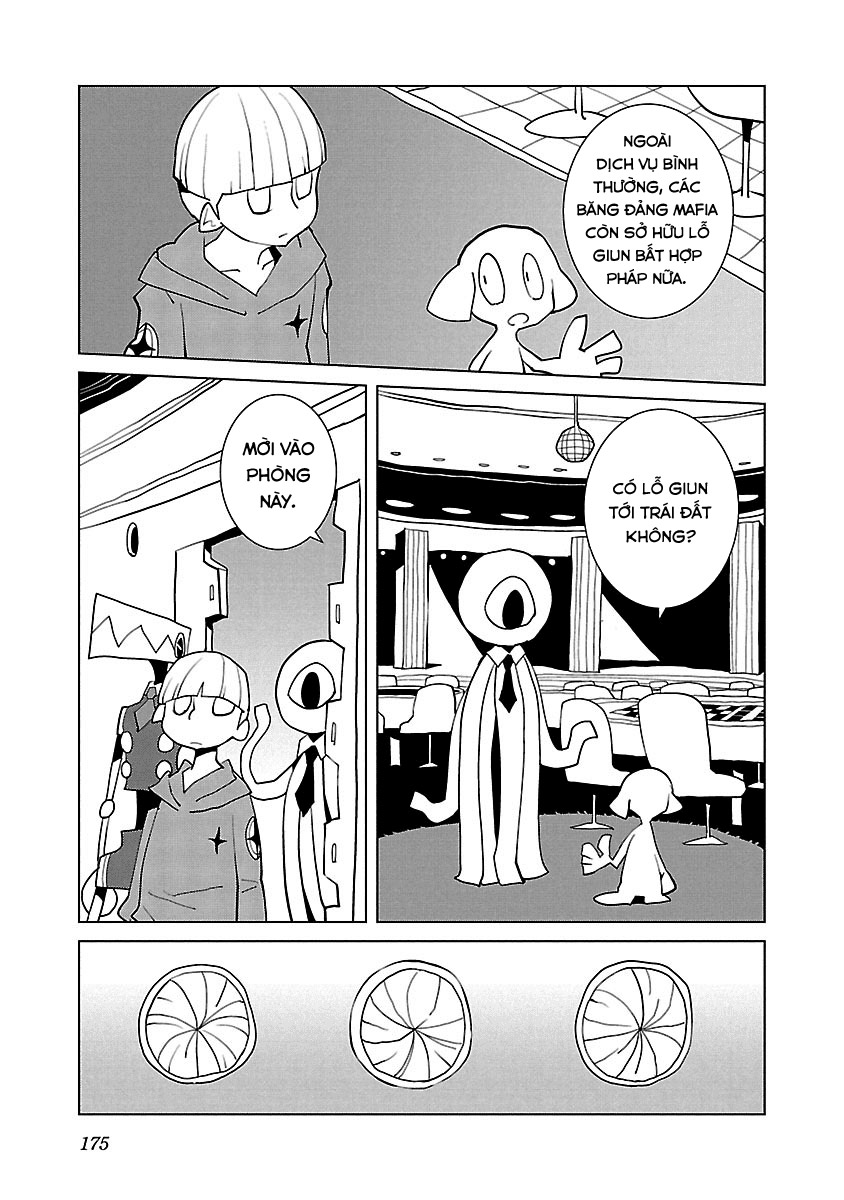 NGOÀI
DỊCH VỤ BÌNH
THƯỜNG, CÁC
BĂNG ĐẢNG MAFIA
CÒN SỞ HỮU LỖ
GIUN BẤT HỢP
PHÁP NỮA.
CÓ LỖ GIUN
TỚI TRÁI ĐẤT
KHÔNG?
MỜI VÀO
PHÒNG
NÀY.
175